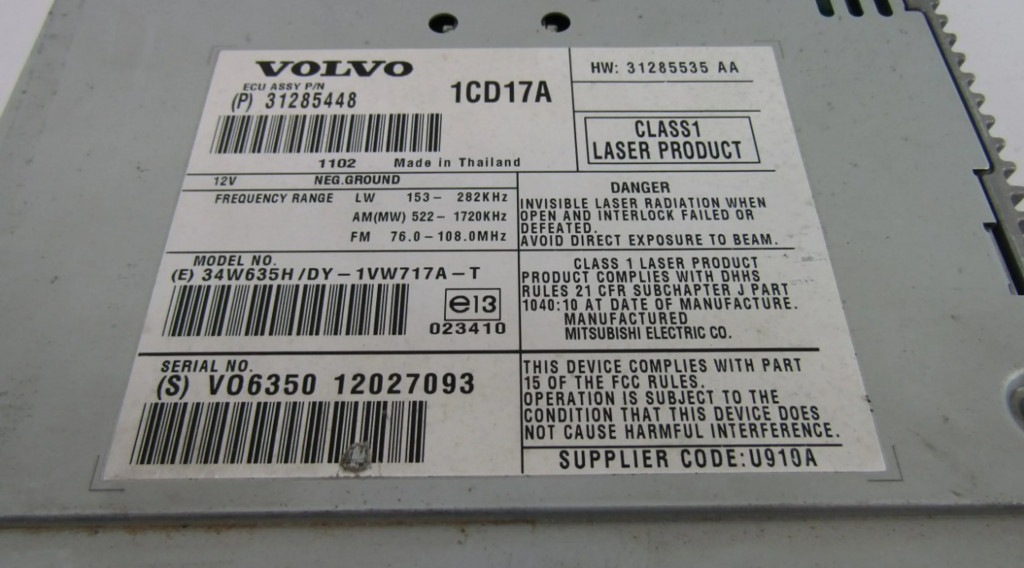 VOLVO
ECU ASSY P/N
(P) 31285448
1CD17A
1102 Made in Thailand
HW: 31285535 AA
CLASS1
LASER PRODUCT
12V NEG.GROUND
FREQUENCY RANGE LW 153– 282KHz
AM(MW) 522– 1720KHz
FM 76.0–108.0MHz
DANGER
INVISIBLE LASER RADIATION WHEN
OPEN AND INTERLOCK FAILED OR
DEFEATED.
AVOID DIRECT EXPOSURE TO BEAM.
MODEL NO.
(E) 34W635H/DY–1VW717A–T
e13
023410
CLASS 1 LASER PRODUCT
PRODUCT COMPLIES WITH DHHS
RULES 21 CFR SUBCHAPTER J PART
1040:10 AT DATE OF MANUFACTURE.
MANUFACTURED
MITSUBISHI ELECTRIC CO.
SERIAL NO.
(S) VO6350 12027093
THIS DEVICE COMPLIES WITH PART
15 OF THE FCC RULES.
OPERATION IS SUBJECT TO THE
CONDITION THAT THIS DEVICE DOES
NOT CAUSE HARMFUL INTERFERENCE.
SUPPLIER CODE:U910A